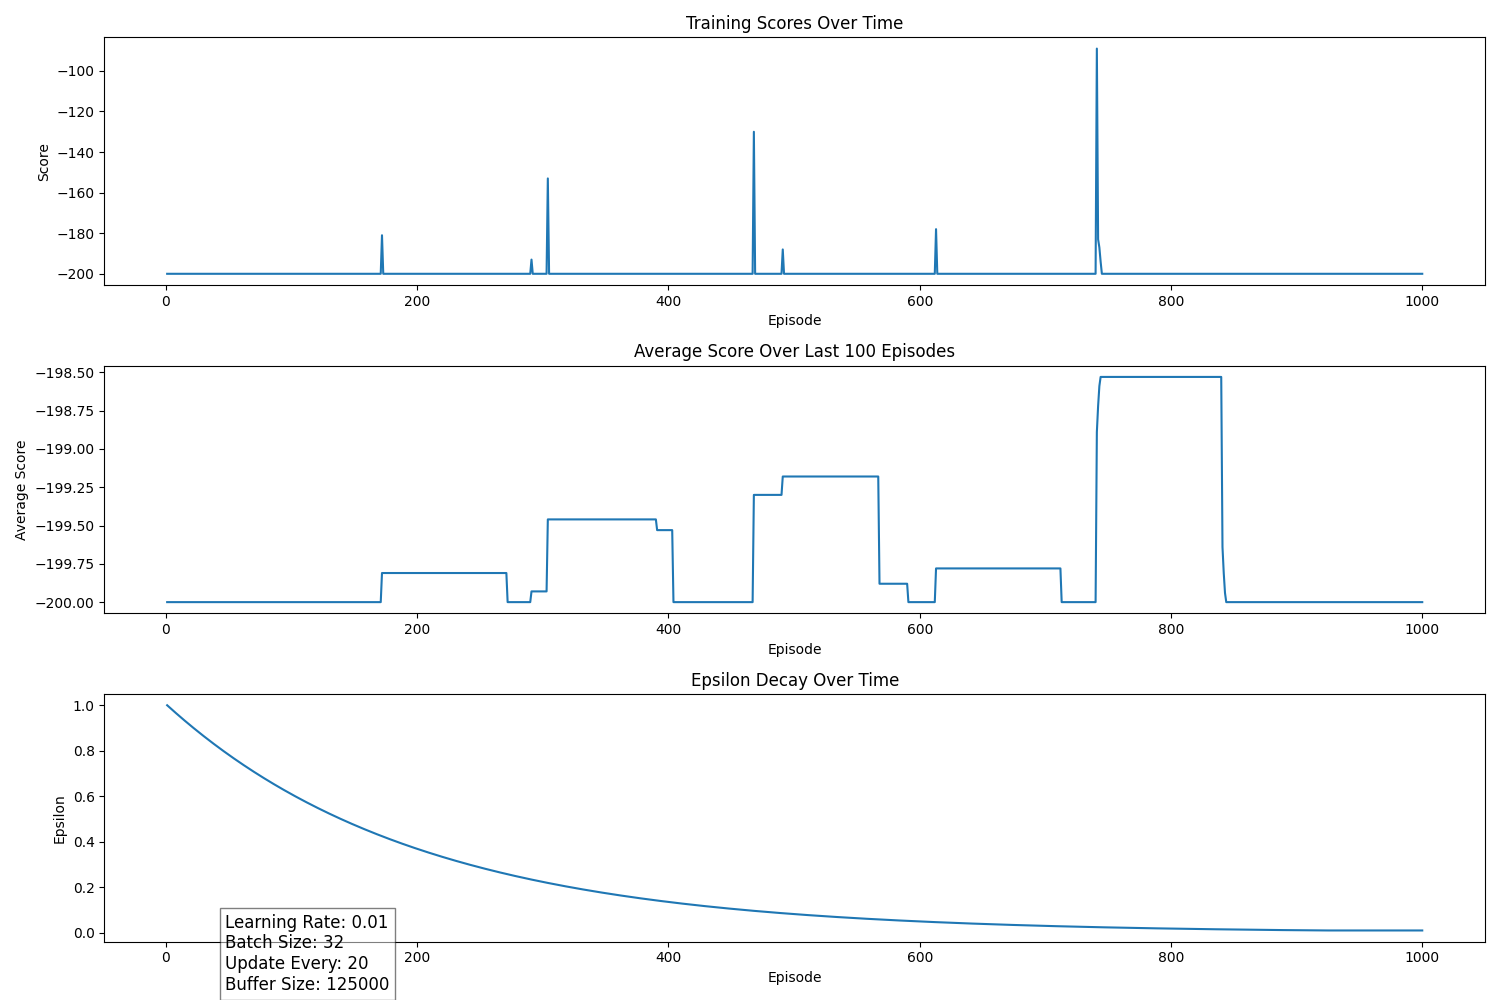 Training Scores Over Time
−100
−120
−140
−160
−180
−200
Score
0 200 400 600 800 1000
Episode
Average Score Over Last 100 Episodes
−198.50
−198.75
−199.00
−199.25
−199.50
−199.75
−200.00
Average Score
0 200 400 600 800 1000
Episode
Epsilon Decay Over Time
1.0
0.8
0.6
0.4
0.2
0.0
Epsilon
0 200 400 600 800 1000
Episode
Learning Rate: 0.01
Batch Size: 32
Update Every: 20
Buffer Size: 125000